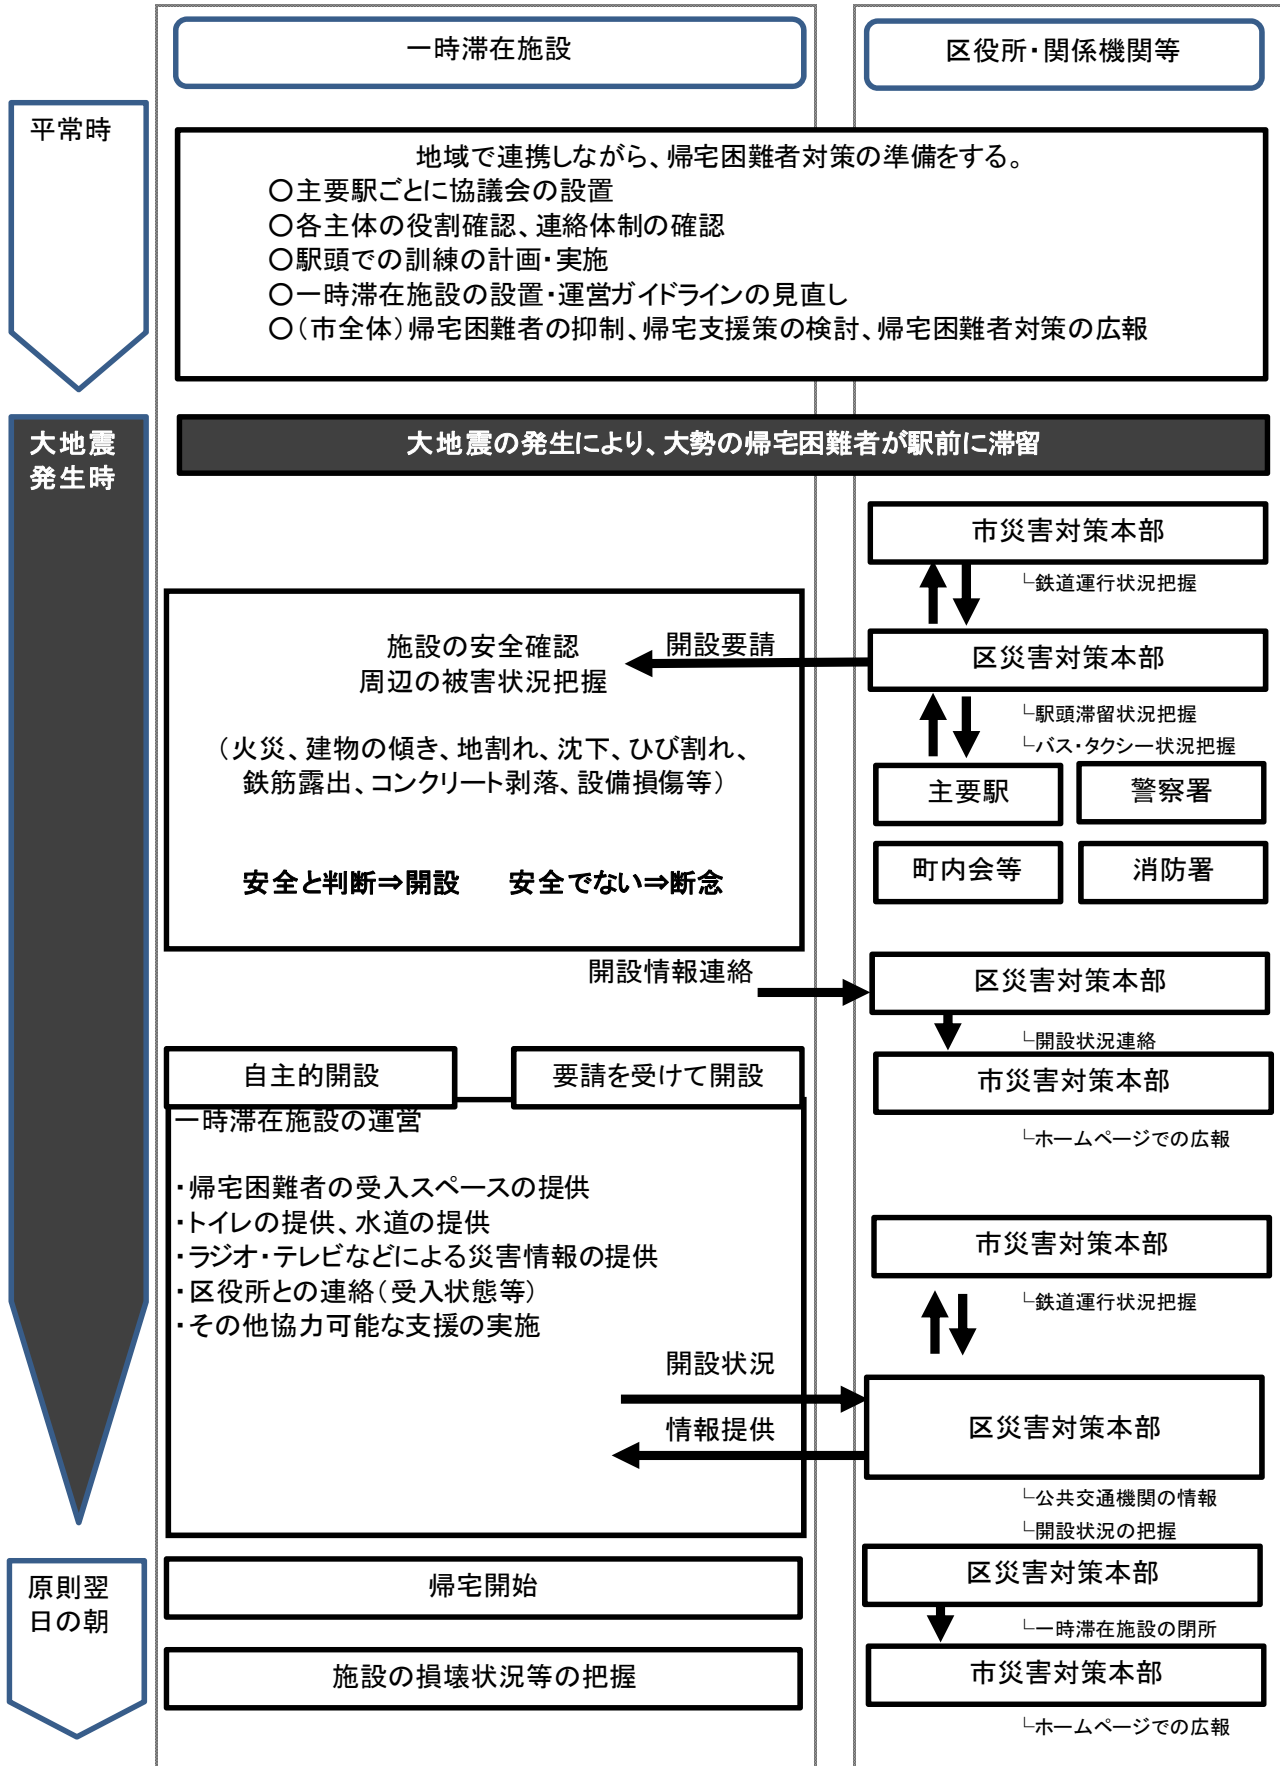 一時滞在施設
区役所・関係機関等
平常時
地域で連携しながら、帰宅困難者対策の準備をする。
○主要駅ごとに協議会の設置
○各主体の役割確認、連絡体制の確認
○駅頭での訓練の計画・実施
○一時滞在施設の設置・運営ガイドラインの見直し
○（市全体）帰宅困難者の抑制、帰宅支援策の検討、帰宅困難者対策の広報
大地震
発生時
大地震の発生により、大勢の帰宅困難者が駅前に滞留
市災害対策本部
└鉄道運行状況把握
施設の安全確認
周辺の被害状況把握
開設要請
区災害対策本部
└駅頭滞留状況把握
└バス・タクシー状況把握
（火災、建物の傾き、地割れ、沈下、ひび割れ、
鉄筋露出、コンクリート剥落、設備損傷等）
主要駅
警察署
町内会等
消防署
安全と判断⇒開設　安全でない⇒断念
開設情報連絡
区災害対策本部
└開設状況連絡
自主的開設
要請を受けて開設
市災害対策本部
└ホームページでの広報
一時滞在施設の運営
・帰宅困難者の受入スペースの提供
・トイレの提供、水道の提供
・ラジオ・テレビなどによる災害情報の提供
・区役所との連絡（受入状態等）
・その他協力可能な支援の実施
市災害対策本部
└鉄道運行状況把握
開設状況
情報提供
区災害対策本部
└公共交通機関の情報
└開設状況の把握
原則翌
日の朝
帰宅開始
区災害対策本部
└一時滞在施設の閉所
施設の損壊状況等の把握
市災害対策本部
└ホームページでの広報